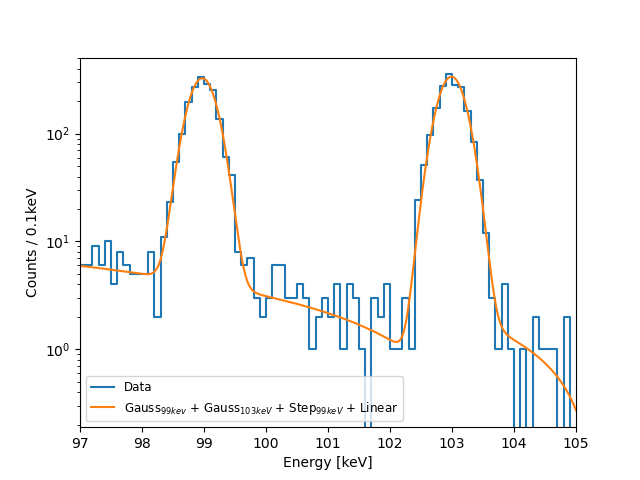 Counts / 0.1keV
10²
10¹
10⁰
Data
Gauss99kev + Gauss103keV + Step99keV + Linear
97 98 99 100 101 102 103 104 105
Energy [keV]